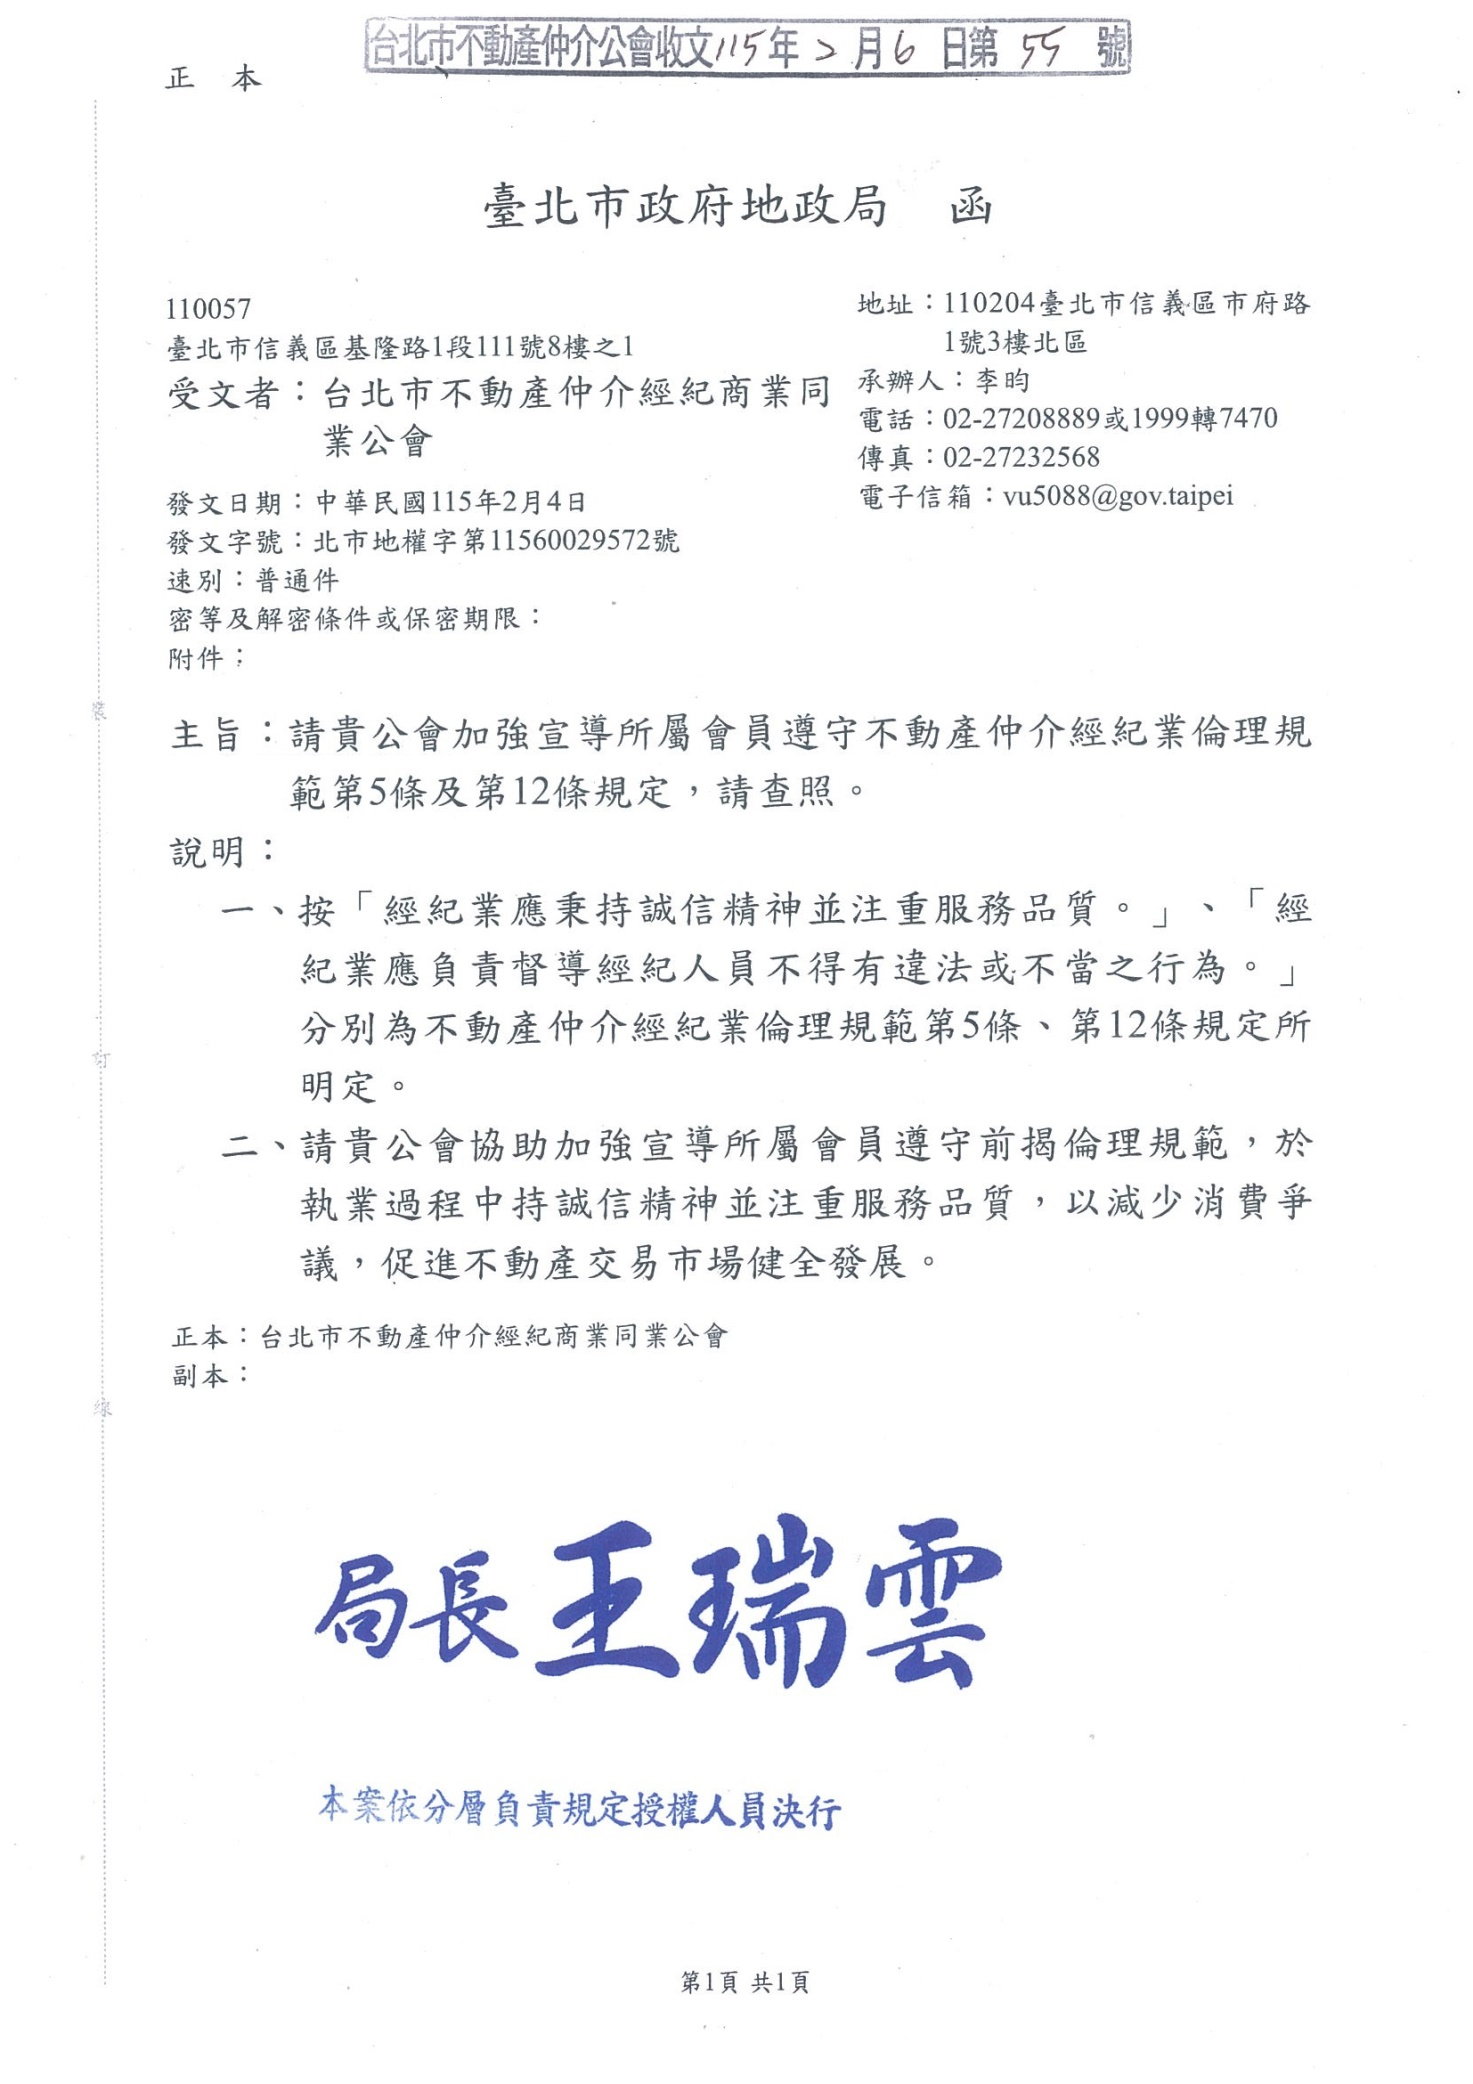 台北市不動產仲介公會收文115年2月6日第55號
正 本
臺北市政府地政局 函
110057
臺北市信義區基隆路1段111號8樓之1
受文者：台北市不動產仲介經紀商業同
業公會
地址：110204臺北市信義區市府路
1號3樓北區
承辦人：李昀
電話：02-27208889或1999轉7470
傳真：02-27232568
電子信箱：vu5088@gov.taipei
發文日期：中華民國115年2月4日
發文字號：北市地權字第11560029572號
速別：普通件
密等及解密條件或保密期限：
附件：
主旨：請貴公會加強宣導所屬會員遵守不動產仲介經紀業倫理規
範第5條及第12條規定，請查照。
說明：
一、按「經紀業應秉持誠信精神並注重服務品質。」、「經
紀業應負責督導經紀人員不得有違法或不當之行為。」
分別為不動產仲介經紀業倫理規範第5條、第12條規定所
明定。
二、請貴公會協助加強宣導所屬會員遵守前揭倫理規範，於
執業過程中持誠信精神並注重服務品質，以減少消費爭
議，促進不動產交易市場健全發展。
正本：台北市不動產仲介經紀商業同業公會
副本：
裝
訂
線
局長王瑞雲
本案依分層負責規定授權人員決行
第1頁 共1頁